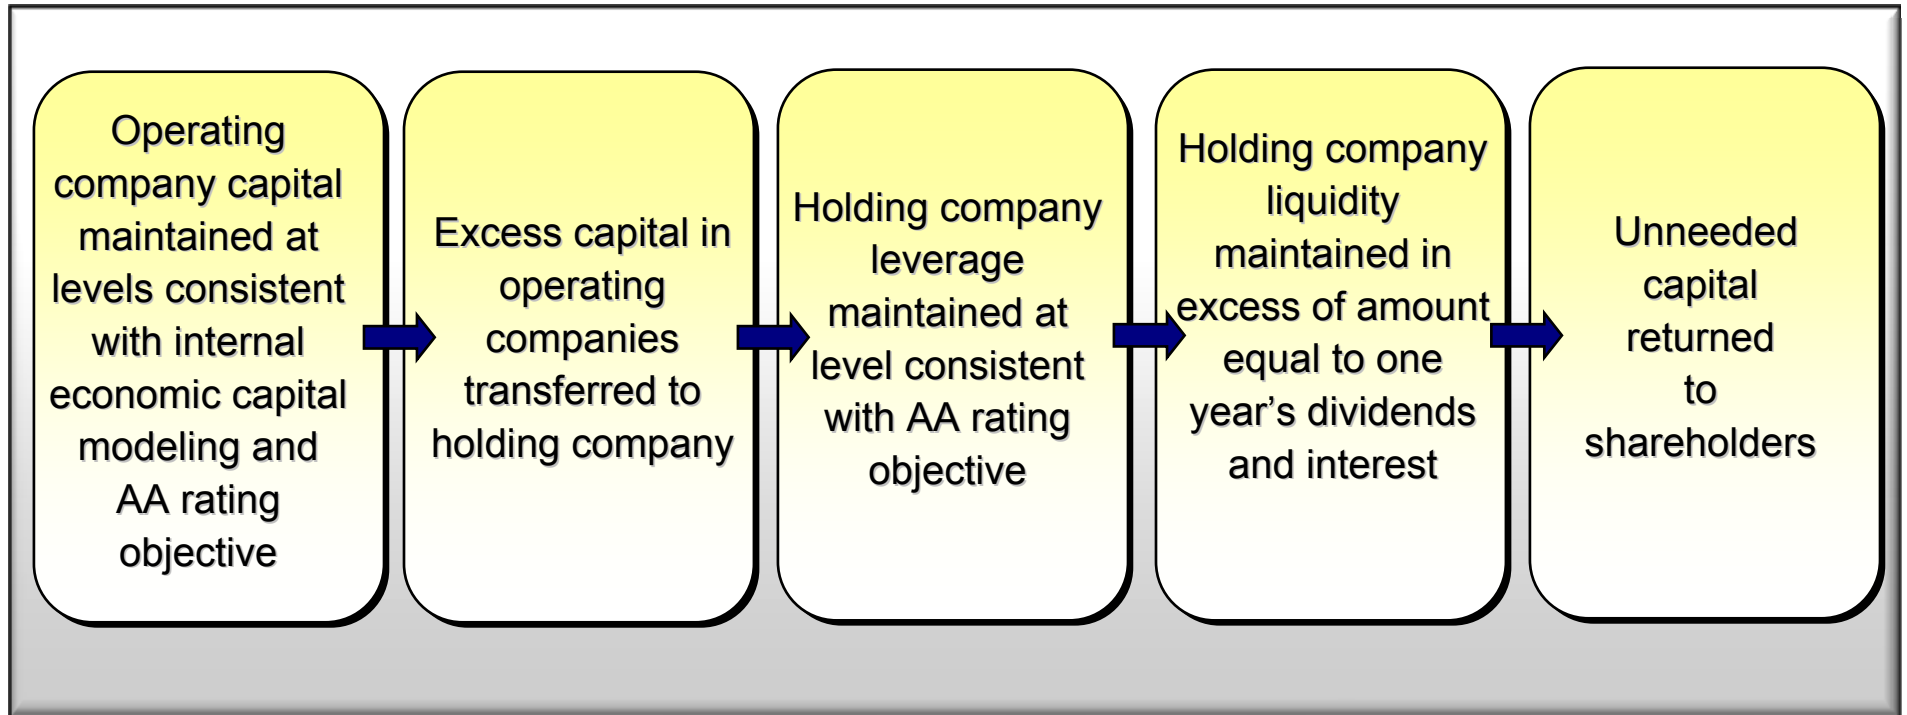 Operating
company capital
maintained at
levels consistent
with internal
economic capital
modeling and
AA rating
objective
Excess capital in
operating
companies
transferred to
holding company
Holding company
leverage
maintained at
level consistent
with AA rating
objective
Holding company
liquidity
maintained in
excess of amount
equal to one
year’s dividends
and interest
Unneeded
capital
returned
to
shareholders